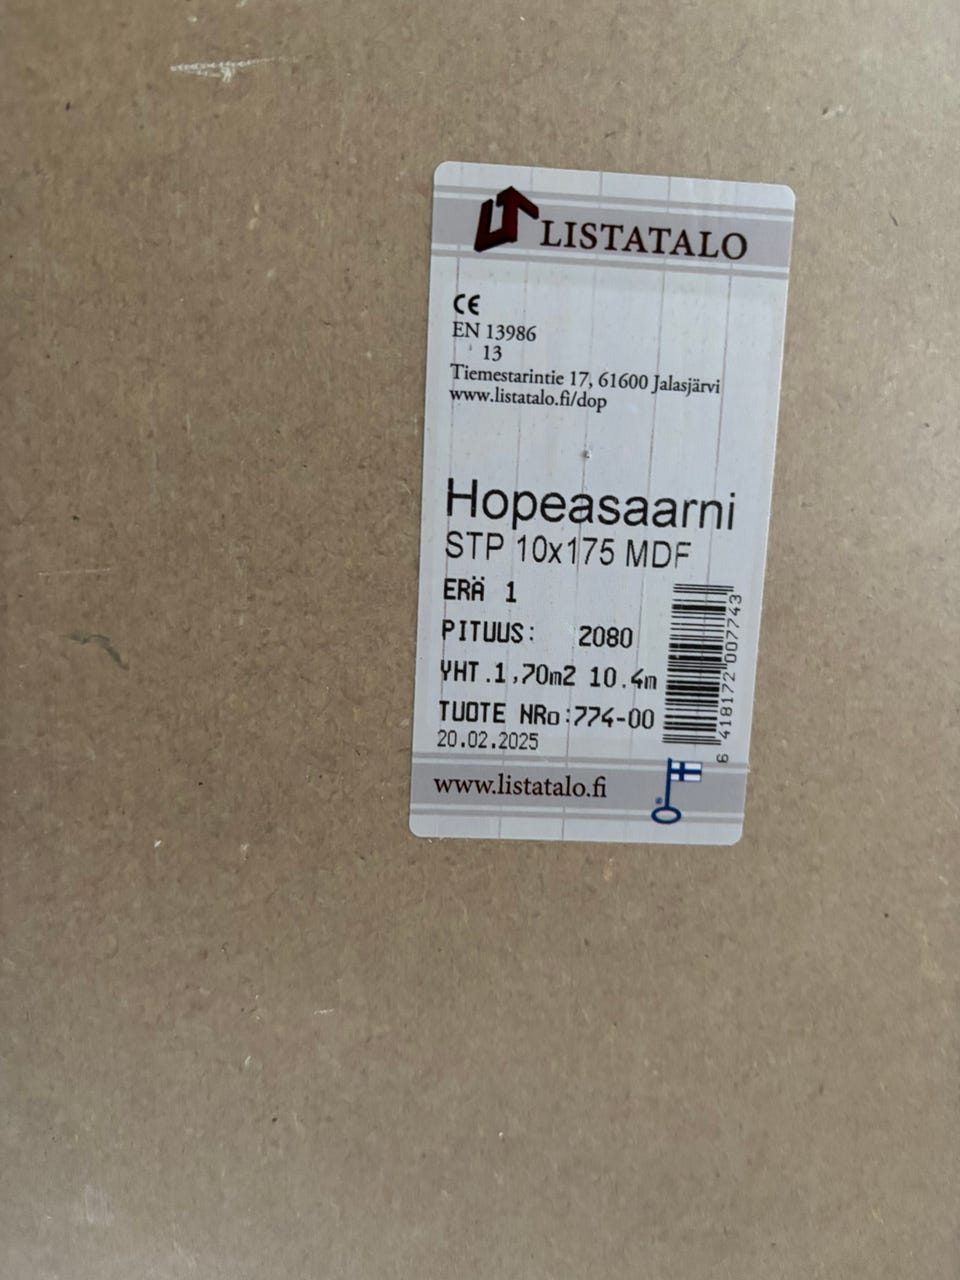 LISTATALO
CE
EN 13986
13
Tiemestarintie 17, 61600 Jalasjärvi
www.listatalo.fi/dop
Hopeasaarni
STP 10x175 MDF
ERÄ 1
PITUUS: 2080
YHT.1,70m2 10.4m
TUOTE NRo:774-00
20.02.2025
6 418172 007743
www.listatalo.fi